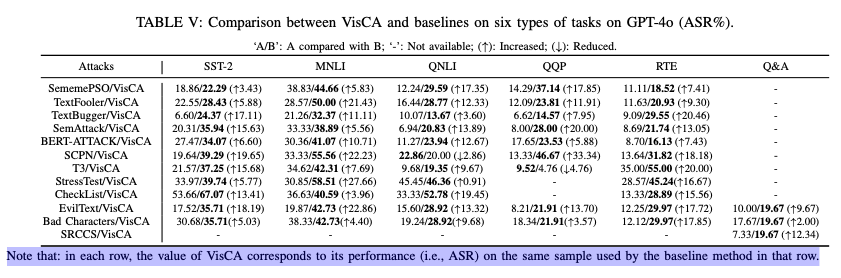 TABLE V: Comparison between VisCA and baselines on six types of tasks on GPT-4o (ASR%).
'A/B': A compared with B; '-': Not available; (↑): Increased; (↓): Reduced.
Attacks SST-2 MNLI QNLI QQP RTE Q&A
SememePSO/VisCA 18.86/22.29 (↑3.43) 38.83/44.66 (↑5.83) 12.24/29.59 (↑17.35) 14.29/37.14 (↑17.85) 11.11/18.52 (↑7.41) -
TextFooler/VisCA 22.55/28.43 (↑5.88) 28.57/50.00 (↑21.43) 16.44/28.77 (↑12.33) 12.09/23.81 (↑11.91) 11.63/20.93 (↑9.30) -
TextBugger/VisCA 6.60/24.37 (↑17.11) 21.26/32.37 (↑11.11) 10.07/13.67 (↑3.60) 6.62/14.57 (↑7.95) 9.09/29.55 (↑20.46) -
SemAttack/VisCA 20.31/35.94 (↑15.63) 33.33/38.89 (↑5.56) 6.94/20.83 (↑13.89) 8.00/28.00 (↑20.00) 8.69/21.74 (↑13.05) -
BERT-ATTACK/VisCA 27.47/34.07 (↑6.60) 30.36/41.07 (↑10.71) 11.27/23.94 (↑12.67) 17.65/23.53 (↑5.88) 8.70/16.13 (↑7.43) -
SCPN/VisCA 19.64/39.29 (↑19.65) 33.33/55.56 (↑22.23) 22.86/20.00 (↓2.86) 13.33/46.67 (↑33.34) 13.64/31.82 (↑18.18) -
T3/VisCA 21.57/37.25 (↑15.68) 34.62/42.31 (↑7.69) 9.68/19.35 (↑9.67) 9.52/4.76 (↓4.76) 35.00/55.00 (↑20.00) -
StressTest/VisCA 33.97/39.74 (↑5.77) 30.85/58.51 (↑27.66) 45.45/46.36 (↑0.91) - 28.57/45.24 (↑16.67) -
CheckList/VisCA 53.66/67.07 (↑13.41) 36.63/40.59 (↑3.96) 33.33/52.78 (↑19.45) - 13.33/28.89 (↑15.56) -
EvilText/VisCA 17.52/35.71 (↑18.19) 19.87/42.73 (↑22.86) 15.60/28.92 (↑13.32) 8.21/21.91 (↑13.70) 12.25/29.97 (↑17.72) 10.00/19.67 (↑9.67)
Bad Characters/VisCA 30.68/35.71(↑5.03) 38.33/42.73(↑4.40) 19.24/28.92(↑9.68) 18.34/21.91(↑3.57) 12.12/29.97(↑17.85) 17.67/19.67 (↑2.00)
SRCCS/VisCA - - - - - 7.33/19.67 (↑12.34)
Note that: in each row, the value of VisCA corresponds to its performance (i.e., ASR) on the same sample used by the baseline method in that row.